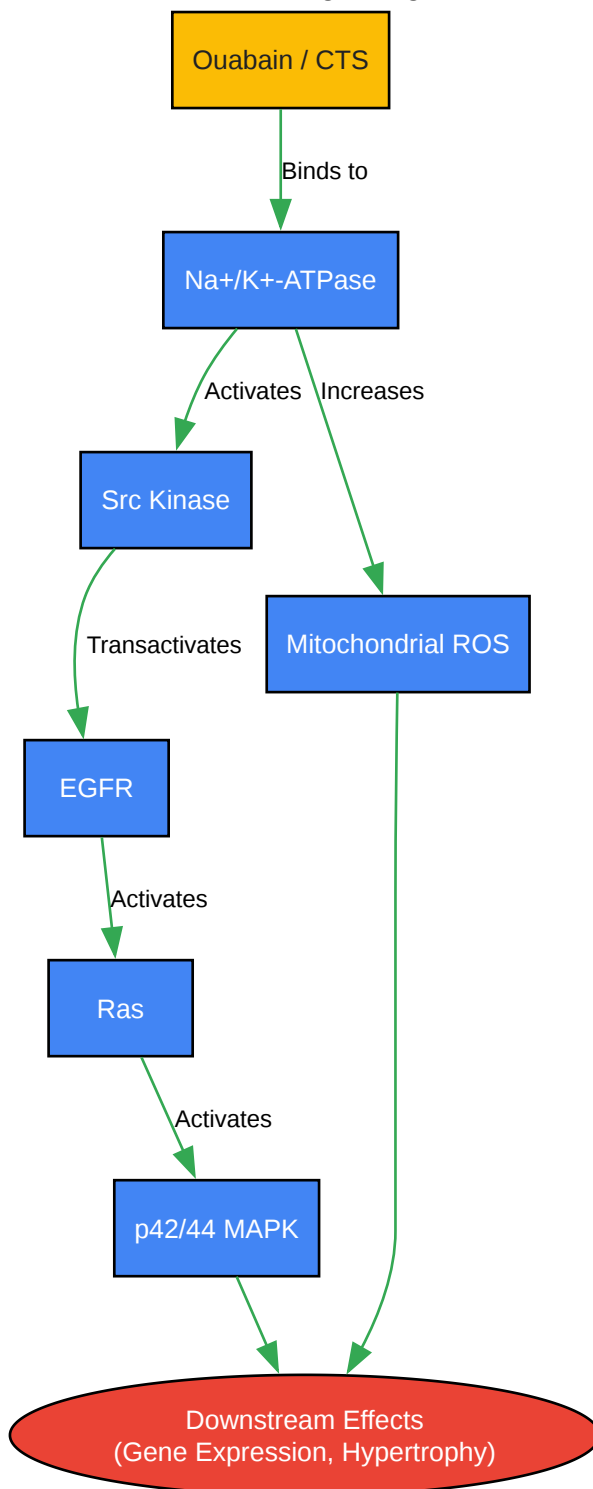 Ouabain / CTS
Binds to
Na+/K+-ATPase
Activates
Increases
Src Kinase
Transactivates
Mitochondrial ROS
EGFR
Activates
Ras
Activates
p42/44 MAPK
Downstream Effects
(Gene Expression, Hypertrophy)